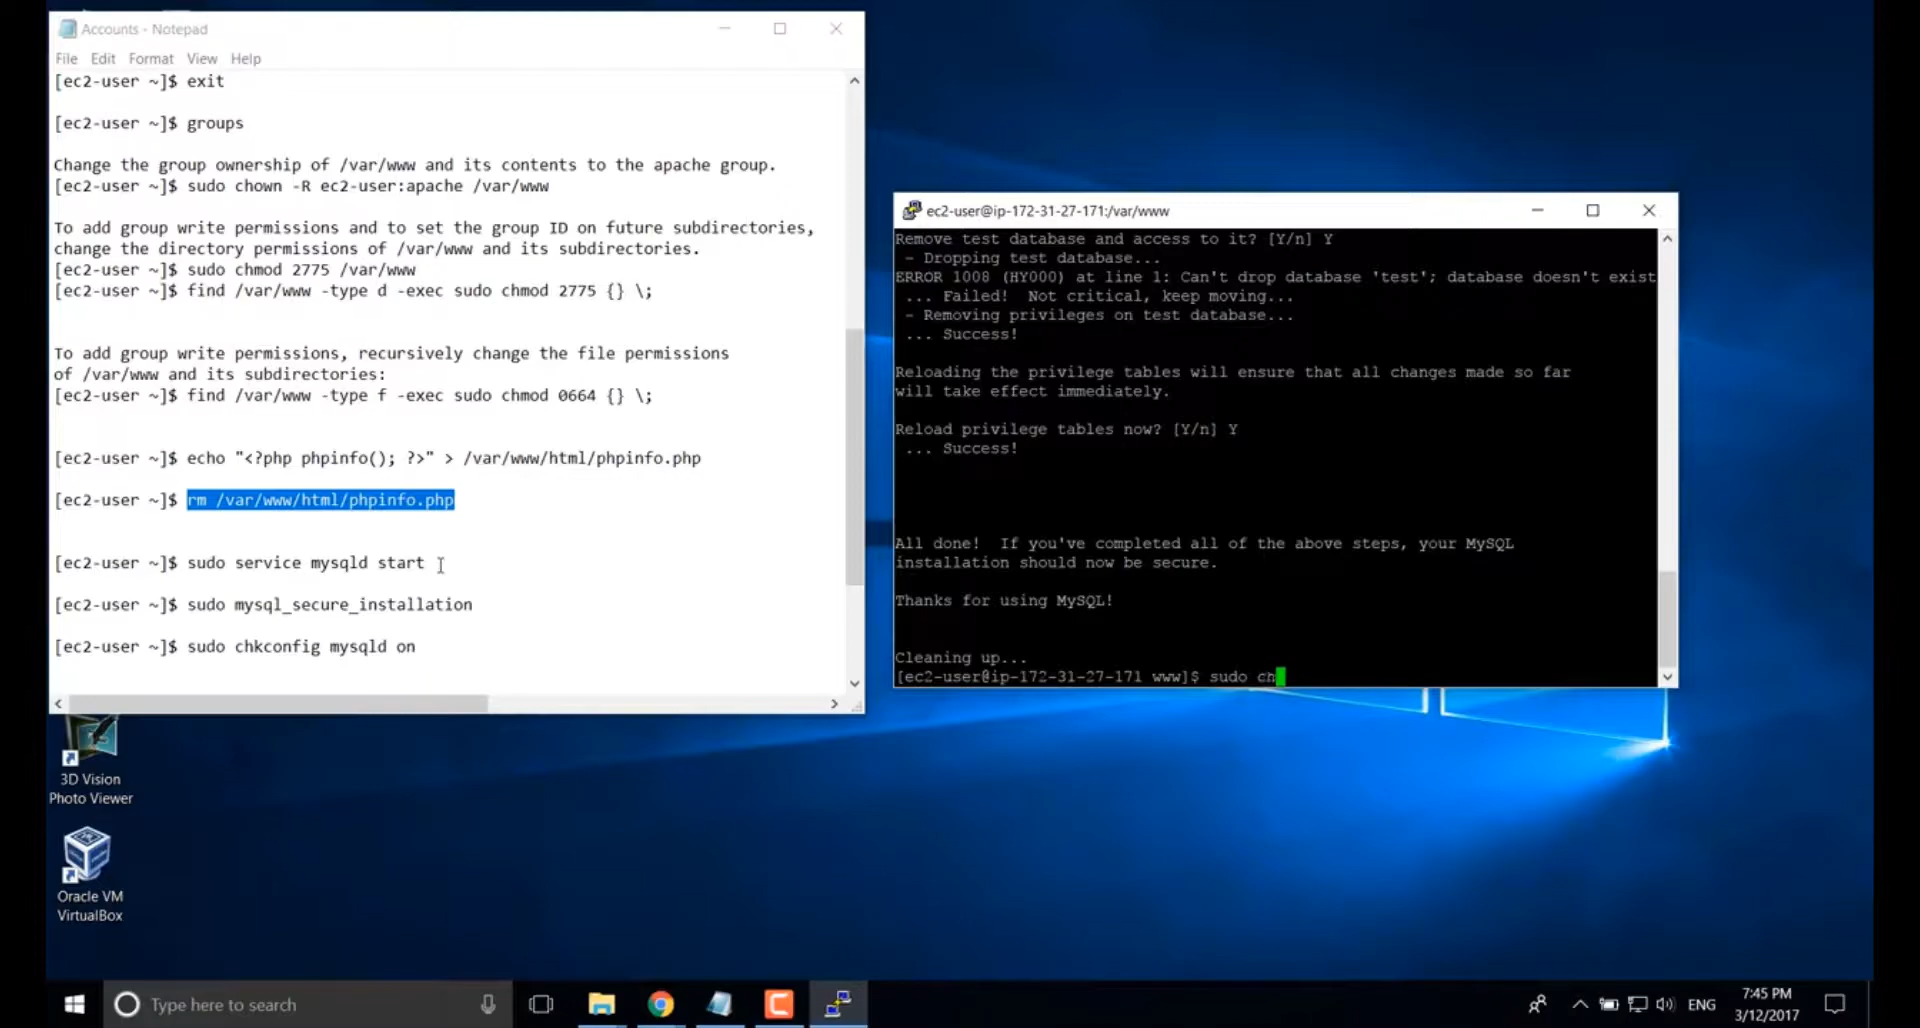 Accounts - Notepad
File Edit Format View Help
[ec2-user ~]$ exit
[ec2-user ~]$ groups
Change the group ownership of /var/www and its contents to the apache group.
[ec2-user ~]$ sudo chown -R ec2-user:apache /var/www
To add group write permissions and to set the group ID on future subdirectories,
change the directory permissions of /var/www and its subdirectories.
[ec2-user ~]$ sudo chmod 2775 /var/www
[ec2-user ~]$ find /var/www -type d -exec sudo chmod 2775 {} \;
To add group write permissions, recursively change the file permissions
of /var/www and its subdirectories:
[ec2-user ~]$ find /var/www -type f -exec sudo chmod 0664 {} \;
[ec2-user ~]$ echo "<?php phpinfo(); ?>" > /var/www/html/phpinfo.php
[ec2-user ~]$ rm /var/www/html/phpinfo.php
[ec2-user ~]$ sudo service mysqld start
[ec2-user ~]$ sudo mysql_secure_installation
[ec2-user ~]$ sudo chkconfig mysqld on
ec2-user@ip-172-31-27-171:/var/www
Remove test database and access to it? [Y/n] Y
- Dropping test database...
ERROR 1008 (HY000) at line 1: Can't drop database 'test'; database doesn't exist
... Failed!  Not critical, keep moving...
- Removing privileges on test database...
... Success!
Reloading the privilege tables will ensure that all changes made so far
will take effect immediately.
Reload privilege tables now? [Y/n] Y
... Success!
All done!  If you've completed all of the above steps, your MySQL
installation should now be secure.
Thanks for using MySQL!
Cleaning up...
[ec2-user@ip-172-31-27-171 www]$ sudo ch
3D Vision
Photo Viewer
Oracle VM
VirtualBox
Type here to search
ENG
7:45 PM
3/12/2017